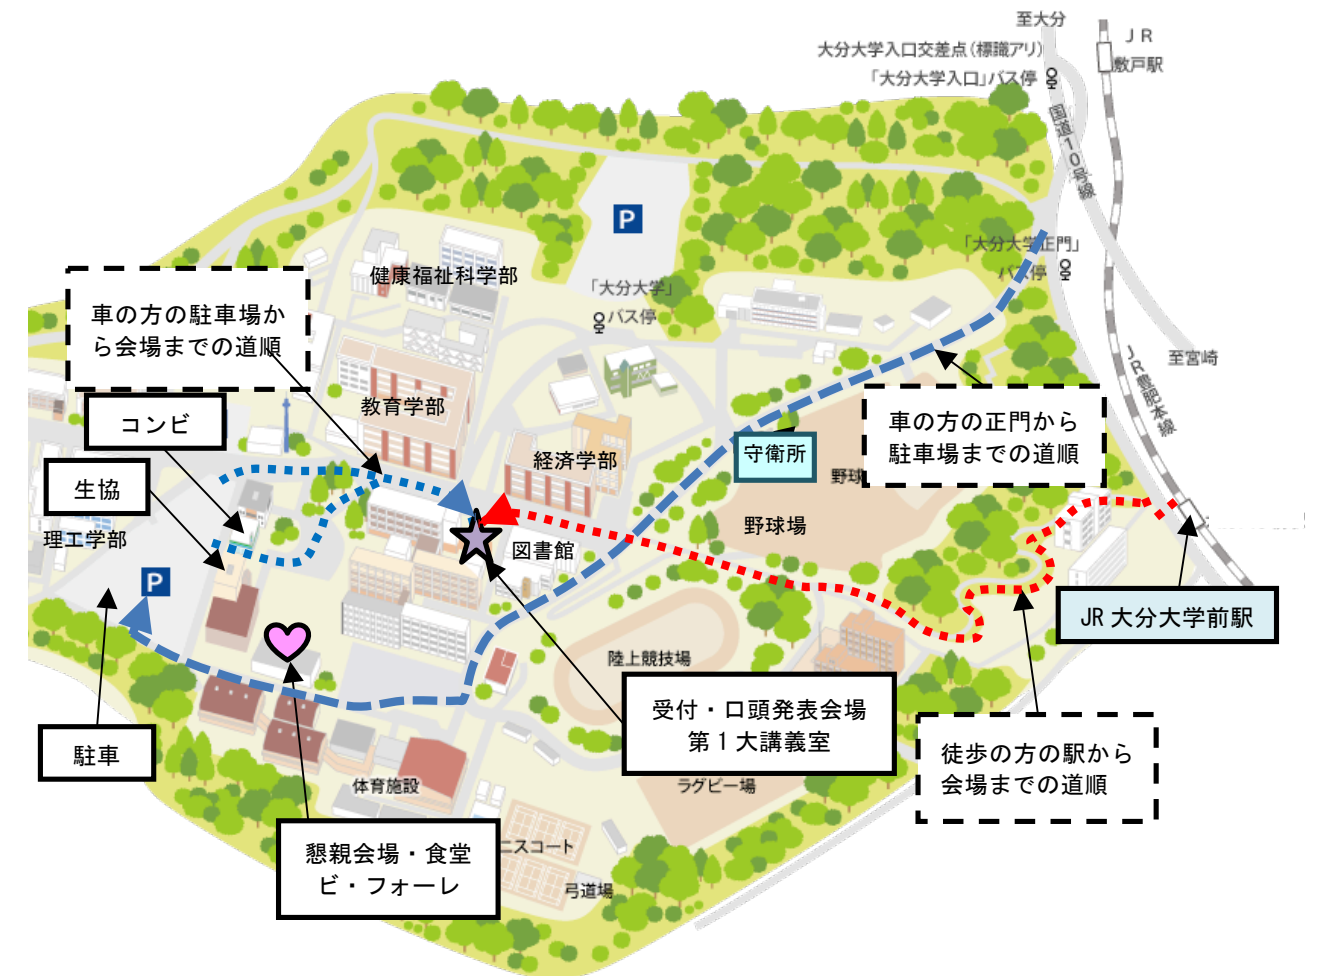 至大分
ＪＲ
敷戸駅
大分大学入口交差点（標識アリ）
「大分大学入口」バス停
国道10号線
「大分大学正門」
バス停
P
健康福祉科学部
「大分大学」
バス停
車の方の駐車場か
ら会場までの道順
至宮崎
JR豊肥本線
教育学部
コンビ
車の方の正門から
駐車場までの道順
経済学部
守衛所
野球
生協
野球場
理工学部
図書館
P
JR 大分大学前駅
陸上競技場
受付・口頭発表会場
第１大講義室
駐車
徒歩の方の駅から
会場までの道順
体育施設
ラグビー場
懇親会場・食堂
ビ・フォーレ
ニスコート
弓道場